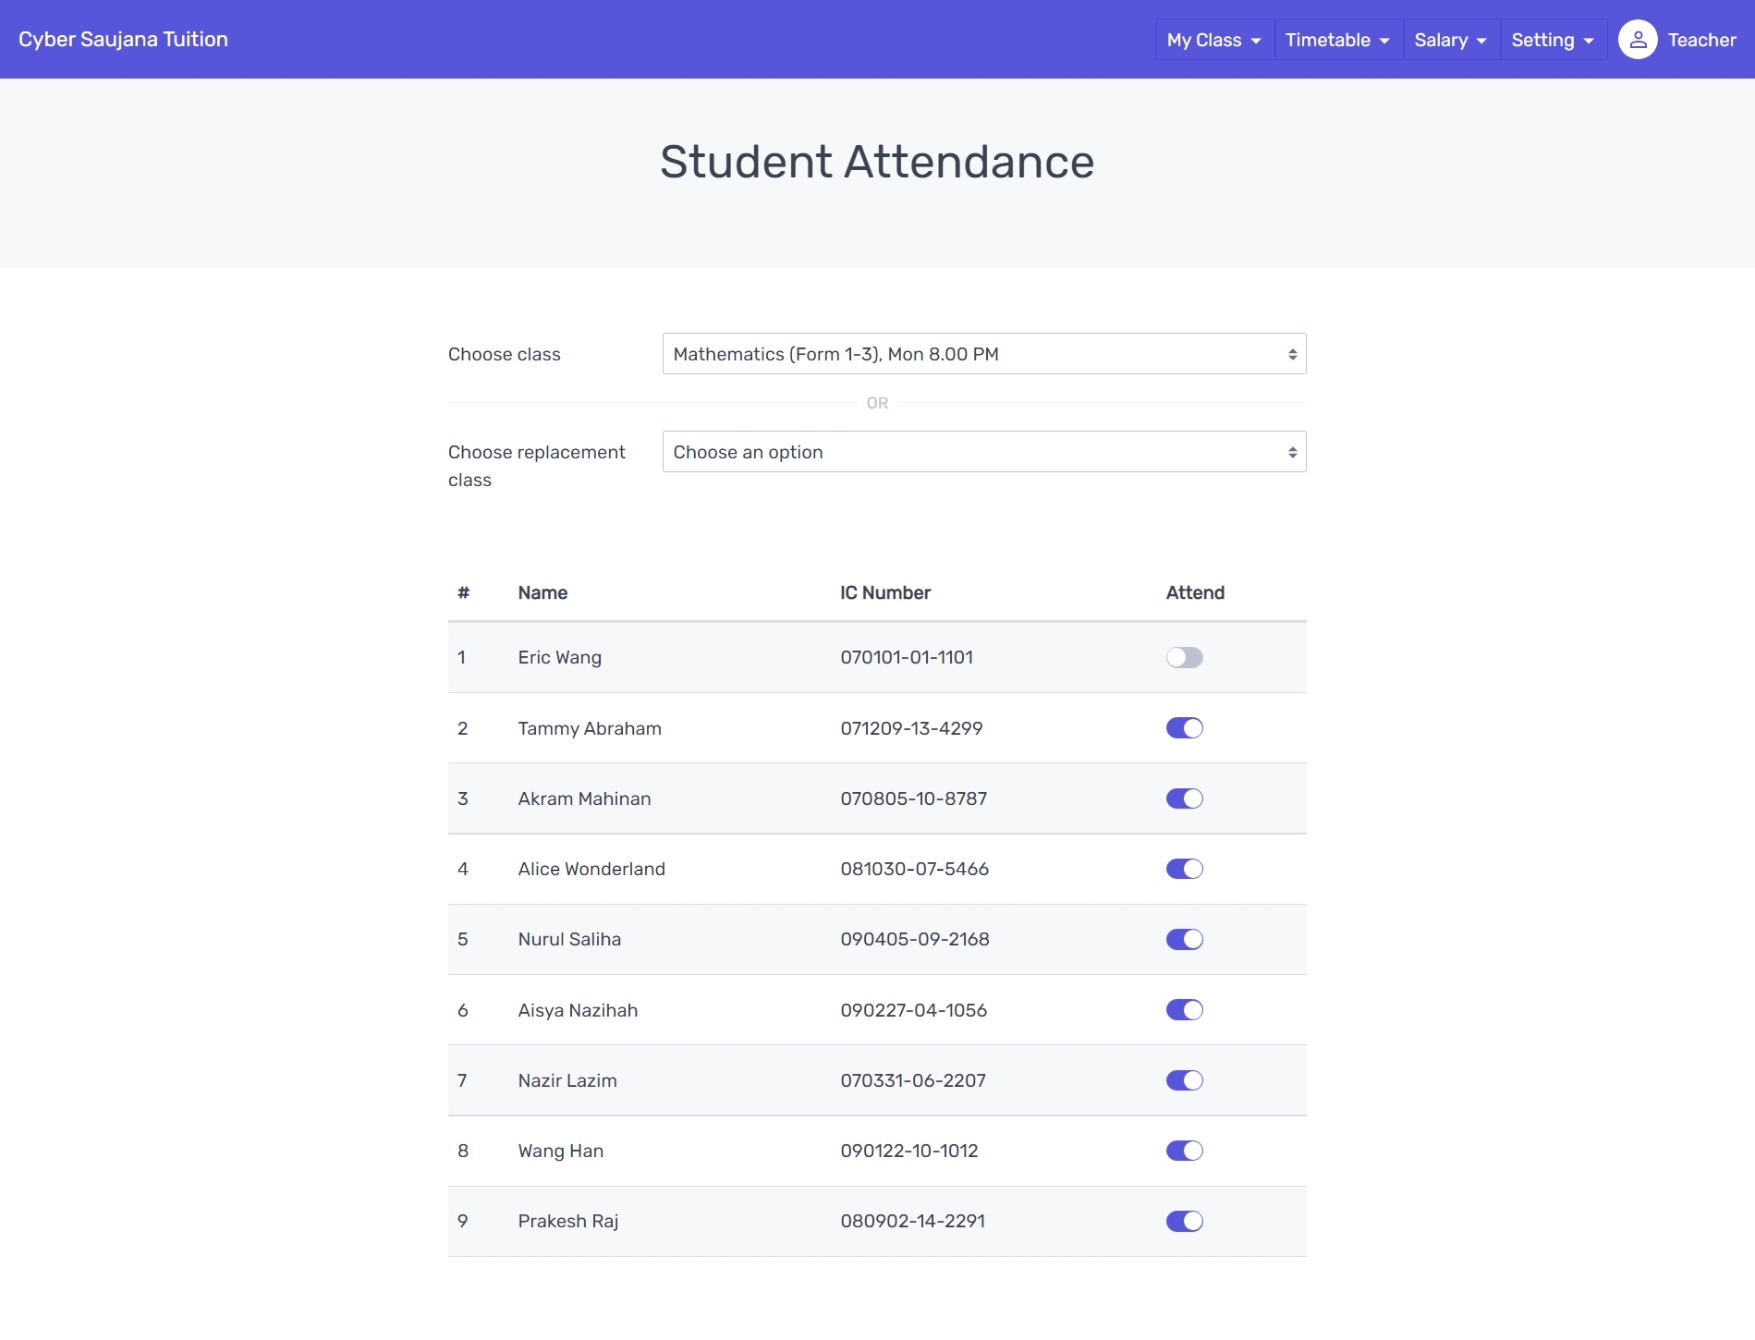 Cyber Saujana Tuition My Class Timetable Salary Setting Teacher
Student Attendance
Choose class Mathematics (Form 1-3), Mon 8.00 PM
OR
Choose replacement class Choose an option
# Name IC Number Attend
1 Eric Wang 070101-01-1101
2 Tammy Abraham 071209-13-4299
3 Akram Mahinan 070805-10-8787
4 Alice Wonderland 081030-07-5466
5 Nurul Saliha 090405-09-2168
6 Aisya Nazihah 090227-04-1056
7 Nazir Lazim 070331-06-2207
8 Wang Han 090122-10-1012
9 Prakesh Raj 080902-14-2291